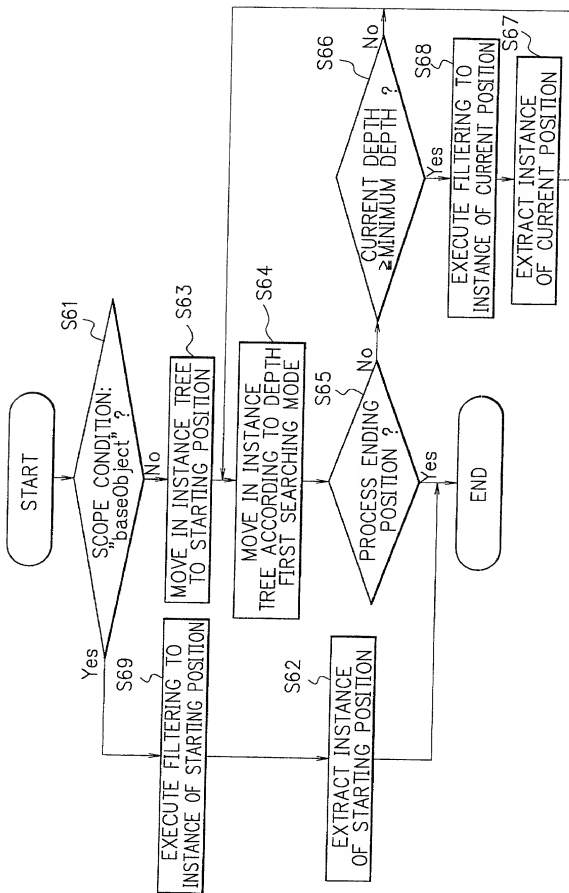 START
S61
SCOPE CONDITION:
"baseObject" ?
Yes
No
S69
EXECUTE FILTERING TO
INSTANCE OF STARTING POSITION
S62
EXTRACT INSTANCE
OF STARTING POSITION
S63
MOVE IN INSTANCE TREE
TO STARTING POSITION
S64
MOVE IN INSTANCE
TREE ACCORDING TO DEPTH
FIRST SEARCHING MODE
S65
PROCESS ENDING
POSITION ?
No
Yes
END
S66
CURRENT DEPTH
≧MINIMUM DEPTH ?
No
Yes
S68
EXECUTE FILTERING TO
INSTANCE OF CURRENT POSITION
S67
EXTRACT INSTANCE
OF CURRENT POSITION